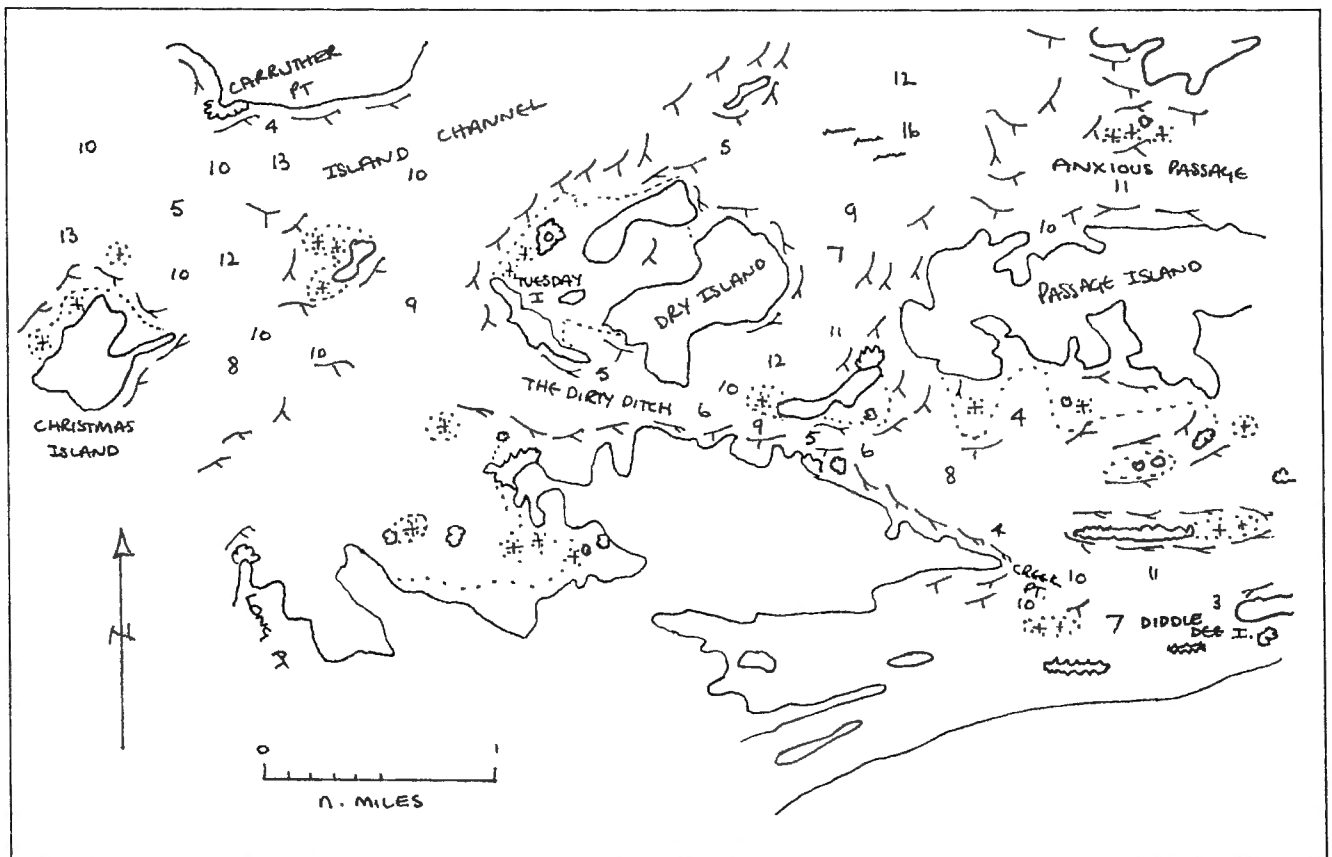 CARRUTHER
PT
4
10
10
13
ISLAND CHANNEL
10
5
12
16
ANXIOUS PASSAGE
11
10
5
13
10
12
9
9
7
TUESDAY
I
DRY ISLAND
PASSAGE ISLAND
10
8
10
5
11
12
CHRISTMAS
ISLAND
THE DIRTY DITCH
6
10
9
5
6
4
8
4
CREEK
PT.
10
11
10
7
DIDDLE
DEE I.
3
LONG PT
N
0
1
n. MILES